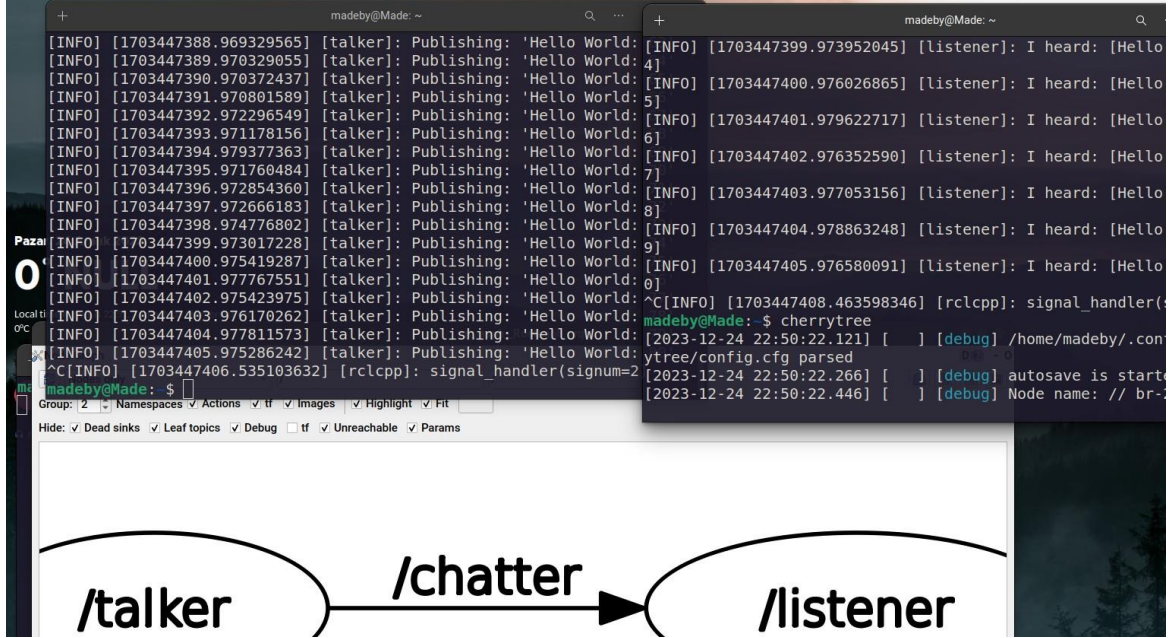 madeby@Made: ~
[INFO] [1703447388.969329565] [talker]: Publishing: 'Hello World:
[INFO] [1703447389.970329055] [talker]: Publishing: 'Hello World:
[INFO] [1703447390.970372437] [talker]: Publishing: 'Hello World:
[INFO] [1703447391.970801589] [talker]: Publishing: 'Hello World:
[INFO] [1703447392.972296549] [talker]: Publishing: 'Hello World:
[INFO] [1703447393.971178156] [talker]: Publishing: 'Hello World:
[INFO] [1703447394.979377363] [talker]: Publishing: 'Hello World:
[INFO] [1703447395.971760484] [talker]: Publishing: 'Hello World:
[INFO] [1703447396.972854360] [talker]: Publishing: 'Hello World:
[INFO] [1703447397.972666183] [talker]: Publishing: 'Hello World:
[INFO] [1703447398.974776802] [talker]: Publishing: 'Hello World:
[INFO] [1703447399.973017228] [talker]: Publishing: 'Hello World:
[INFO] [1703447400.975419287] [talker]: Publishing: 'Hello World:
[INFO] [1703447401.977767551] [talker]: Publishing: 'Hello World:
[INFO] [1703447402.975423975] [talker]: Publishing: 'Hello World:
[INFO] [1703447403.976170262] [talker]: Publishing: 'Hello World:
[INFO] [1703447404.977811573] [talker]: Publishing: 'Hello World:
[INFO] [1703447405.975286242] [talker]: Publishing: 'Hello World:
^C[INFO] [1703447406.535103632] [rclcpp]: signal_handler(signum=2
madeby@Made:~$
madeby@Made: ~
[INFO] [1703447399.973952045] [listener]: I heard: [Hello
4]
[INFO] [1703447400.976026865] [listener]: I heard: [Hello
5]
[INFO] [1703447401.979622717] [listener]: I heard: [Hello
6]
[INFO] [1703447402.976352590] [listener]: I heard: [Hello
7]
[INFO] [1703447403.977053156] [listener]: I heard: [Hello
8]
[INFO] [1703447404.978863248] [listener]: I heard: [Hello
9]
[INFO] [1703447405.976580091] [listener]: I heard: [Hello
0]
^C[INFO] [1703447408.463598346] [rclcpp]: signal_handler(s
madeby@Made:~$ cherrytree
[2023-12-24 22:50:22.121] [   ] [debug] /home/madeby/.conf
ytree/config.cfg parsed
[2023-12-24 22:50:22.266] [   ] [debug] autosave is starte
[2023-12-24 22:50:22.446] [   ] [debug] Node name: // br-2
Pazar
0°
Local ti
0°C
Group: 2 Namespaces Actions tf Images Highlight Fit
Hide: Dead sinks Leaf topics Debug tf Unreachable Params
/talker
/chatter
/listener